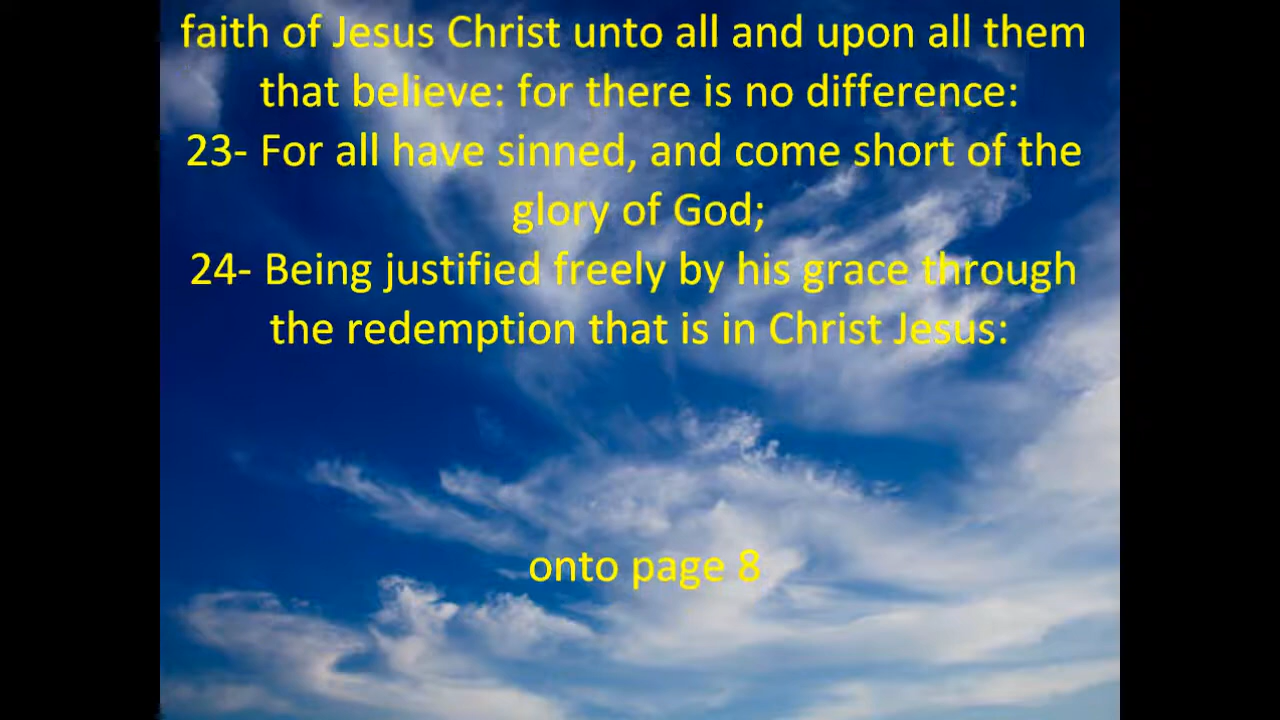 faith of Jesus Christ unto all and upon all them
that believe: for there is no difference:
23- For all have sinned, and come short of the
glory of God;
24- Being justified freely by his grace through
the redemption that is in Christ Jesus:
onto page 8